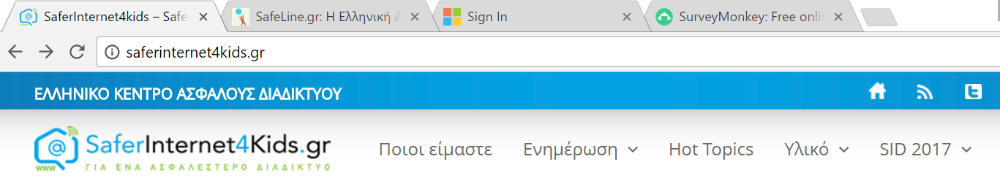 SaferInternet4kids – Safe
SafeLine.gr: Η Ελληνική Α
Sign In
SurveyMonkey: Free onli
saferinternet4kids.gr
ΕΛΛΗΝΙΚΟ ΚΕΝΤΡΟ ΑΣΦΑΛΟΥΣ ΔΙΑΔΙΚΤΥΟΥ
SaferInternet4Kids.gr
www ΓΙΑ ΕΝΑ ΑΣΦΑΛΕΣΤΕΡΟ ΔΙΑΔΙΚΤΥΟ
Ποιοι είμαστε Ενημέρωση Hot Topics Υλικό SID 2017